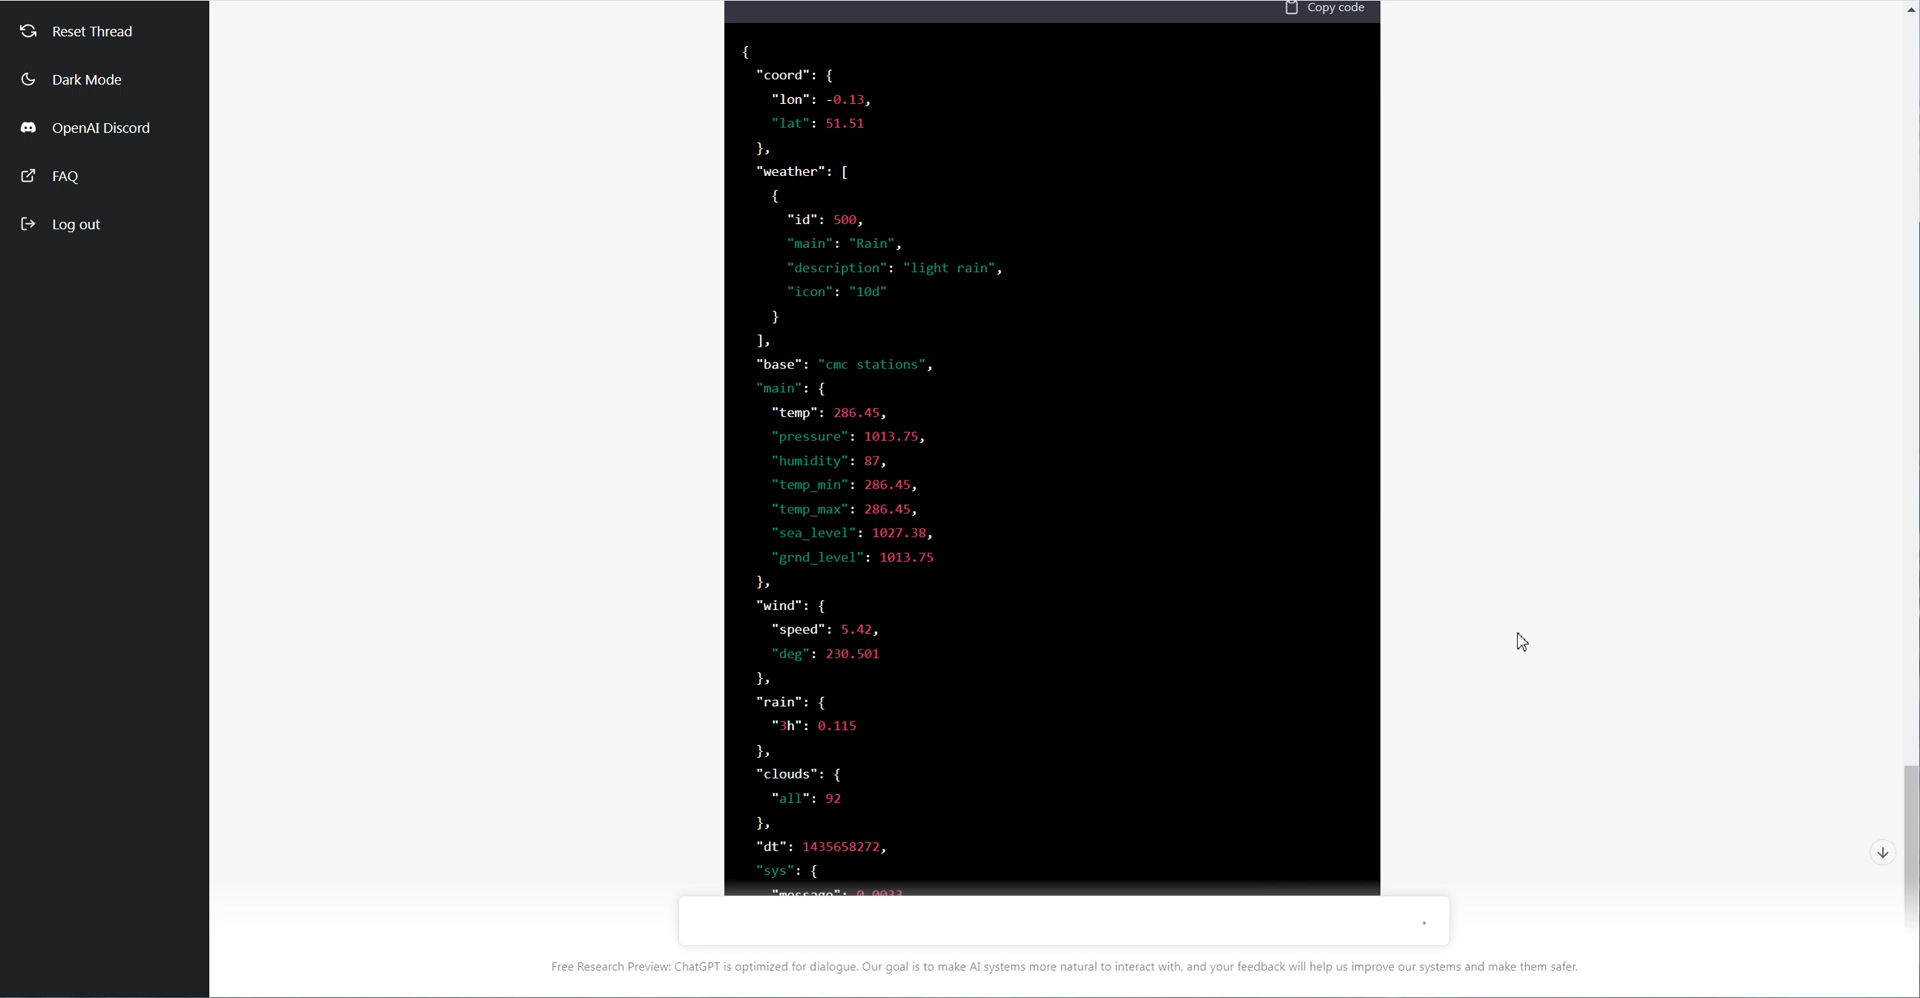 Reset Thread
Dark Mode
OpenAI Discord
FAQ
Log out
Copy code
{
"coord": {
"lon": -0.13,
"lat": 51.51
},
"weather": [
{
"id": 500,
"main": "Rain",
"description": "light rain",
"icon": "10d"
}
],
"base": "cmc stations",
"main": {
"temp": 286.45,
"pressure": 1013.75,
"humidity": 87,
"temp_min": 286.45,
"temp_max": 286.45,
"sea_level": 1027.38,
"grnd_level": 1013.75
},
"wind": {
"speed": 5.42,
"deg": 230.501
},
"rain": {
"3h": 0.115
},
"clouds": {
"all": 92
},
"dt": 1435658272,
"sys": {
"message": 0.0033
Free Research Preview: ChatGPT is optimized for dialogue. Our goal is to make AI systems more natural to interact with, and your feedback will help us improve our systems and make them safer.